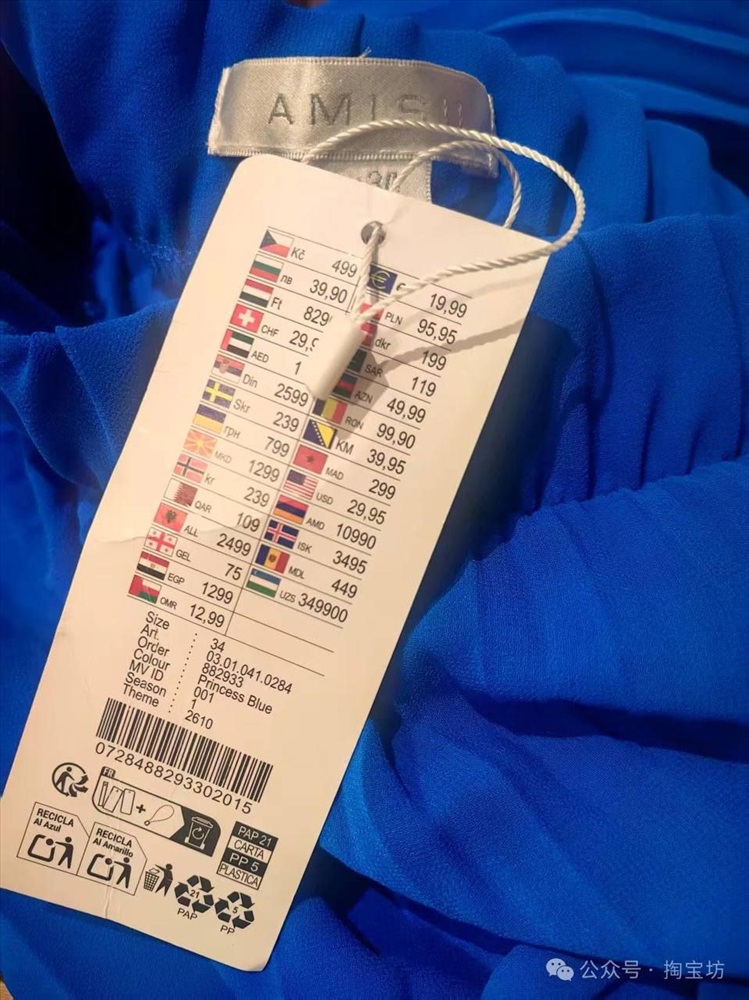 AMISU
Kč 499 € 19,99
лв 39,90 PLN 95,95
Ft dkr 199
CHF SAR 119
AED AZN 49,99
Din 2599 RON 99,90
Skr 239 KM 39,95
грн 799 MAD 299
MKD 1299 USD 29,95
kr 239 AMD 10990
QAR 109 ISK 3495
ALL 2499 MDL 449
GEL 75 UZS 349900
EGP 1299
OMR 12,99
Size : 34
Art. : 03.01.041.0284
Order : 882933
Colour : Princess Blue
MV ID : 001
Season : 1
Theme : 2610
0728488293302015
FR
+
RECICLA
Al Azul
RECICLA
Al Amarillo
PAP 21
CARTA
PP 5
PLASTICA
21
PAP
5
PP
公众号 · 掏宝坊